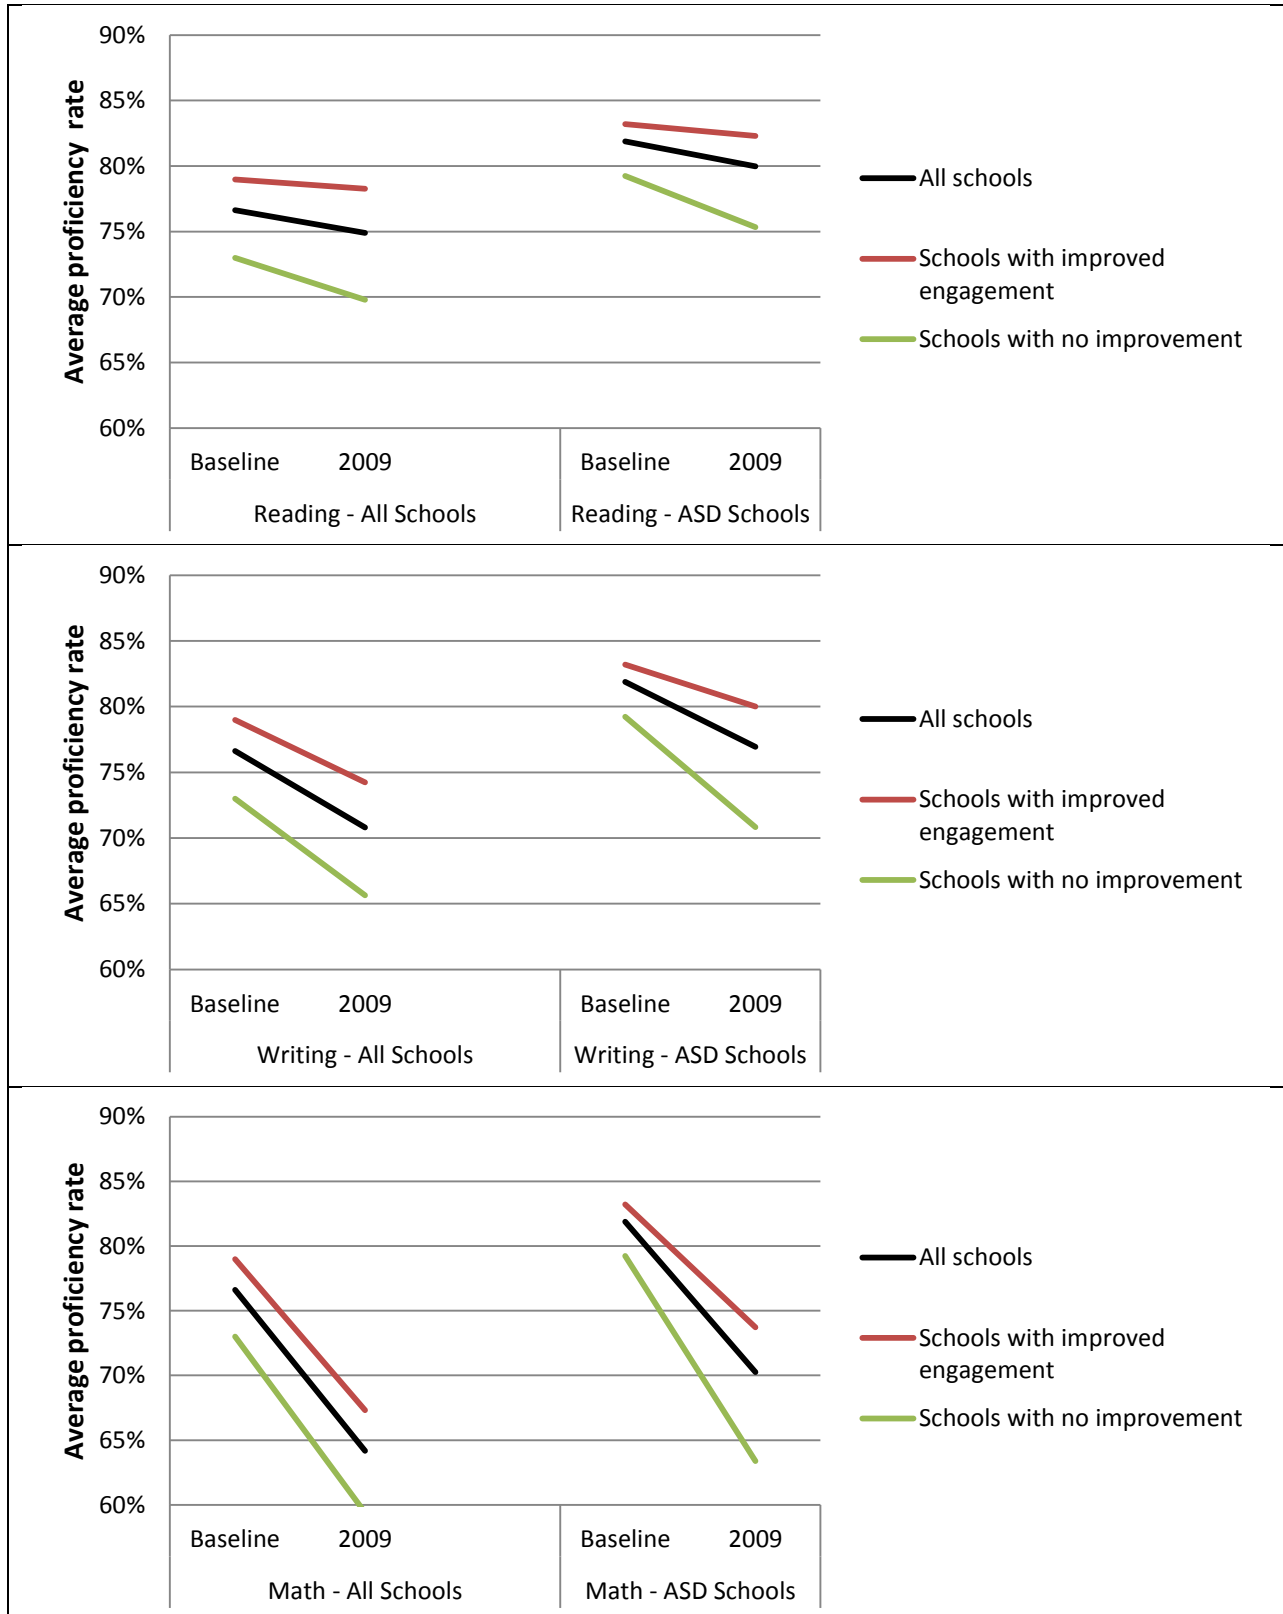 90%
85%
80%
75%
70%
65%
60%
Average proficiency rate
Baseline 2009 Baseline 2009
Reading - All Schools Reading - ASD Schools
All schools
Schools with improved
engagement
Schools with no improvement
90%
85%
80%
75%
70%
65%
60%
Average proficiency rate
Baseline 2009 Baseline 2009
Writing - All Schools Writing - ASD Schools
All schools
Schools with improved
engagement
Schools with no improvement
90%
85%
80%
75%
70%
65%
60%
Average proficiency rate
Baseline 2009 Baseline 2009
Math - All Schools Math - ASD Schools
All schools
Schools with improved
engagement
Schools with no improvement